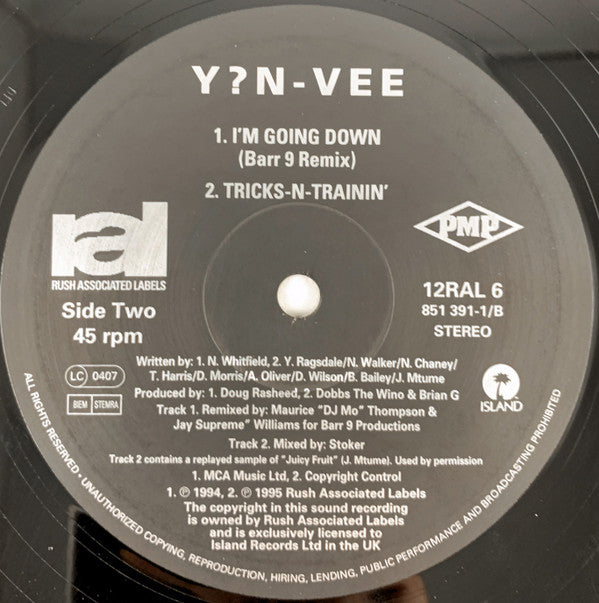 Y?N-VEE
1. I'M GOING DOWN
(Barr 9 Remix)
2. TRICKS-N-TRAININ'
ral
RUSH ASSOCIATED LABELS
PMP
Side Two
45 rpm
12RAL 6
851 391-1/B
STEREO
LC 0407
BIEM STEMRA
Written by: 1. N. Whitfield, 2. Y. Ragsdale/N. Walker/N. Chaney/
T. Harris/D. Morris/A. Oliver/D. Wilson/B. Bailey/J. Mtume
Produced by: 1. Doug Rasheed, 2. Dobbs The Wino & Brian G
Track 1. Remixed by: Maurice "DJ Mo" Thompson &
Jay Supreme" Williams for Barr 9 Productions
ISLAND
Track 2. Mixed by: Stoker
Track 2 contains a replayed sample of "Juicy Fruit" (J. Mtume). Used by permission
1. MCA Music Ltd, 2. Copyright Control
1. ℗ 1994, 2. ℗ 1995 Rush Associated Labels
The copyright in this sound recording
is owned by Rush Associated Labels
and is exclusively licensed to
Island Records Ltd in the UK
ALL RIGHTS RESERVED • UNAUTHORIZED COPYING, REPRODUCTION, HIRING, LENDING, PUBLIC PERFORMANCE AND BROADCASTING PROHIBITED